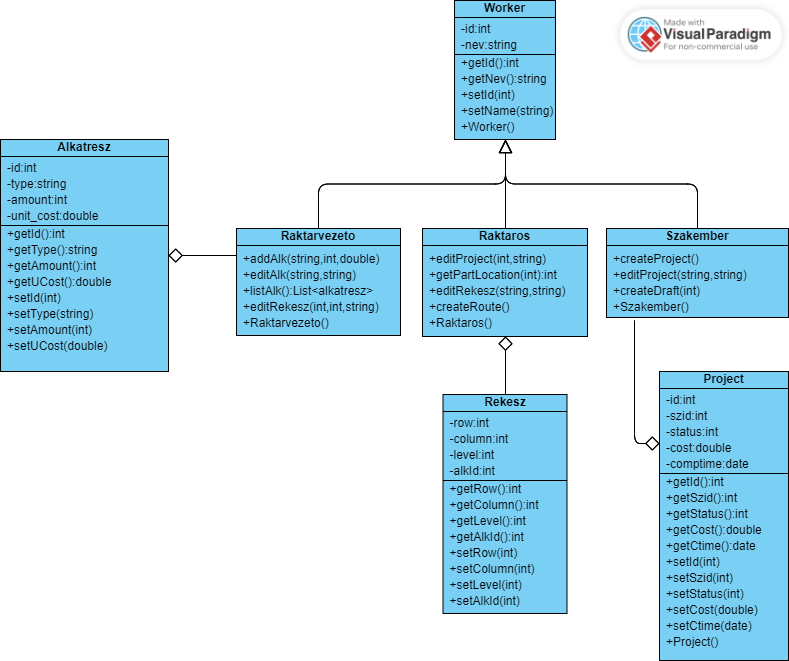 Worker
-id:int
-nev:string
+getId():int
+getNev():string
+setId(int)
+setName(string)
+Worker()
Made with
VisualParadigm
For non-commercial use
Alkatresz
-id:int
-type:string
-amount:int
-unit_cost:double
+getId():int
+getType():string
+getAmount():int
+getUCost():double
+setId(int)
+setType(string)
+setAmount(int)
+setUCost(double)
Raktarvezeto
+addAlk(string,int,double)
+editAlk(string,string)
+listAlk():List<alkatresz>
+editRekesz(int,int,string)
+Raktarvezeto()
Raktaros
+editProject(int,string)
+getPartLocation(int):int
+editRekesz(string,string)
+createRoute()
+Raktaros()
Szakember
+createProject()
+editProject(string,string)
+createDraft(int)
+Szakember()
Rekesz
-row:int
-column:int
-level:int
-alkId:int
+getRow():int
+getColumn():int
+getLevel():int
+getAlkId():int
+setRow(int)
+setColumn(int)
+setLevel(int)
+setAlkId(int)
Project
-id:int
-szid:int
-status:int
-cost:double
-comptime:date
+getId():int
+getSzid():int
+getStatus():int
+getCost():double
+getCtime():date
+setId(int)
+setSzid(int)
+setStatus(int)
+setCost(double)
+setCtime(date)
+Project()